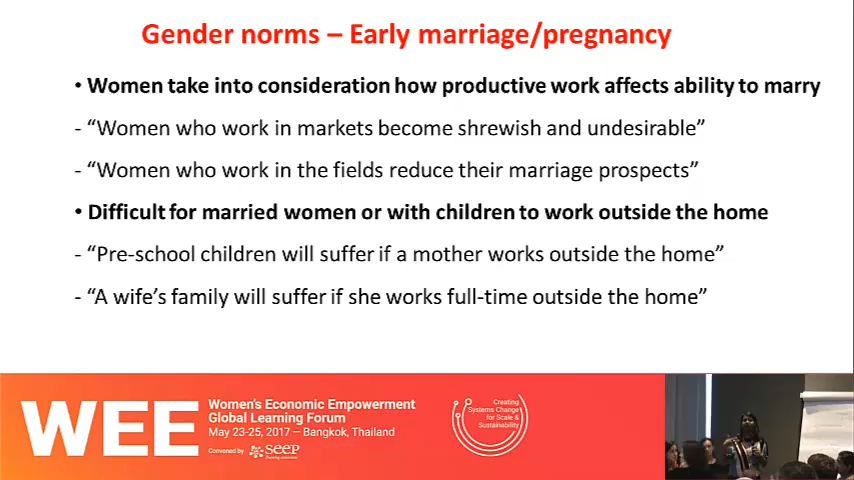 Gender norms – Early marriage/pregnancy
• Women take into consideration how productive work affects ability to marry
- “Women who work in markets become shrewish and undesirable”
- “Women who work in the fields reduce their marriage prospects”
• Difficult for married women or with children to work outside the home
- “Pre-school children will suffer if a mother works outside the home”
- “A wife’s family will suffer if she works full-time outside the home”
WEE
Women's Economic Empowerment
Global Learning Forum
May 23-25, 2017 – Bangkok, Thailand
Convened by seep
Creating
Systems Change
for Scale &
Sustainability